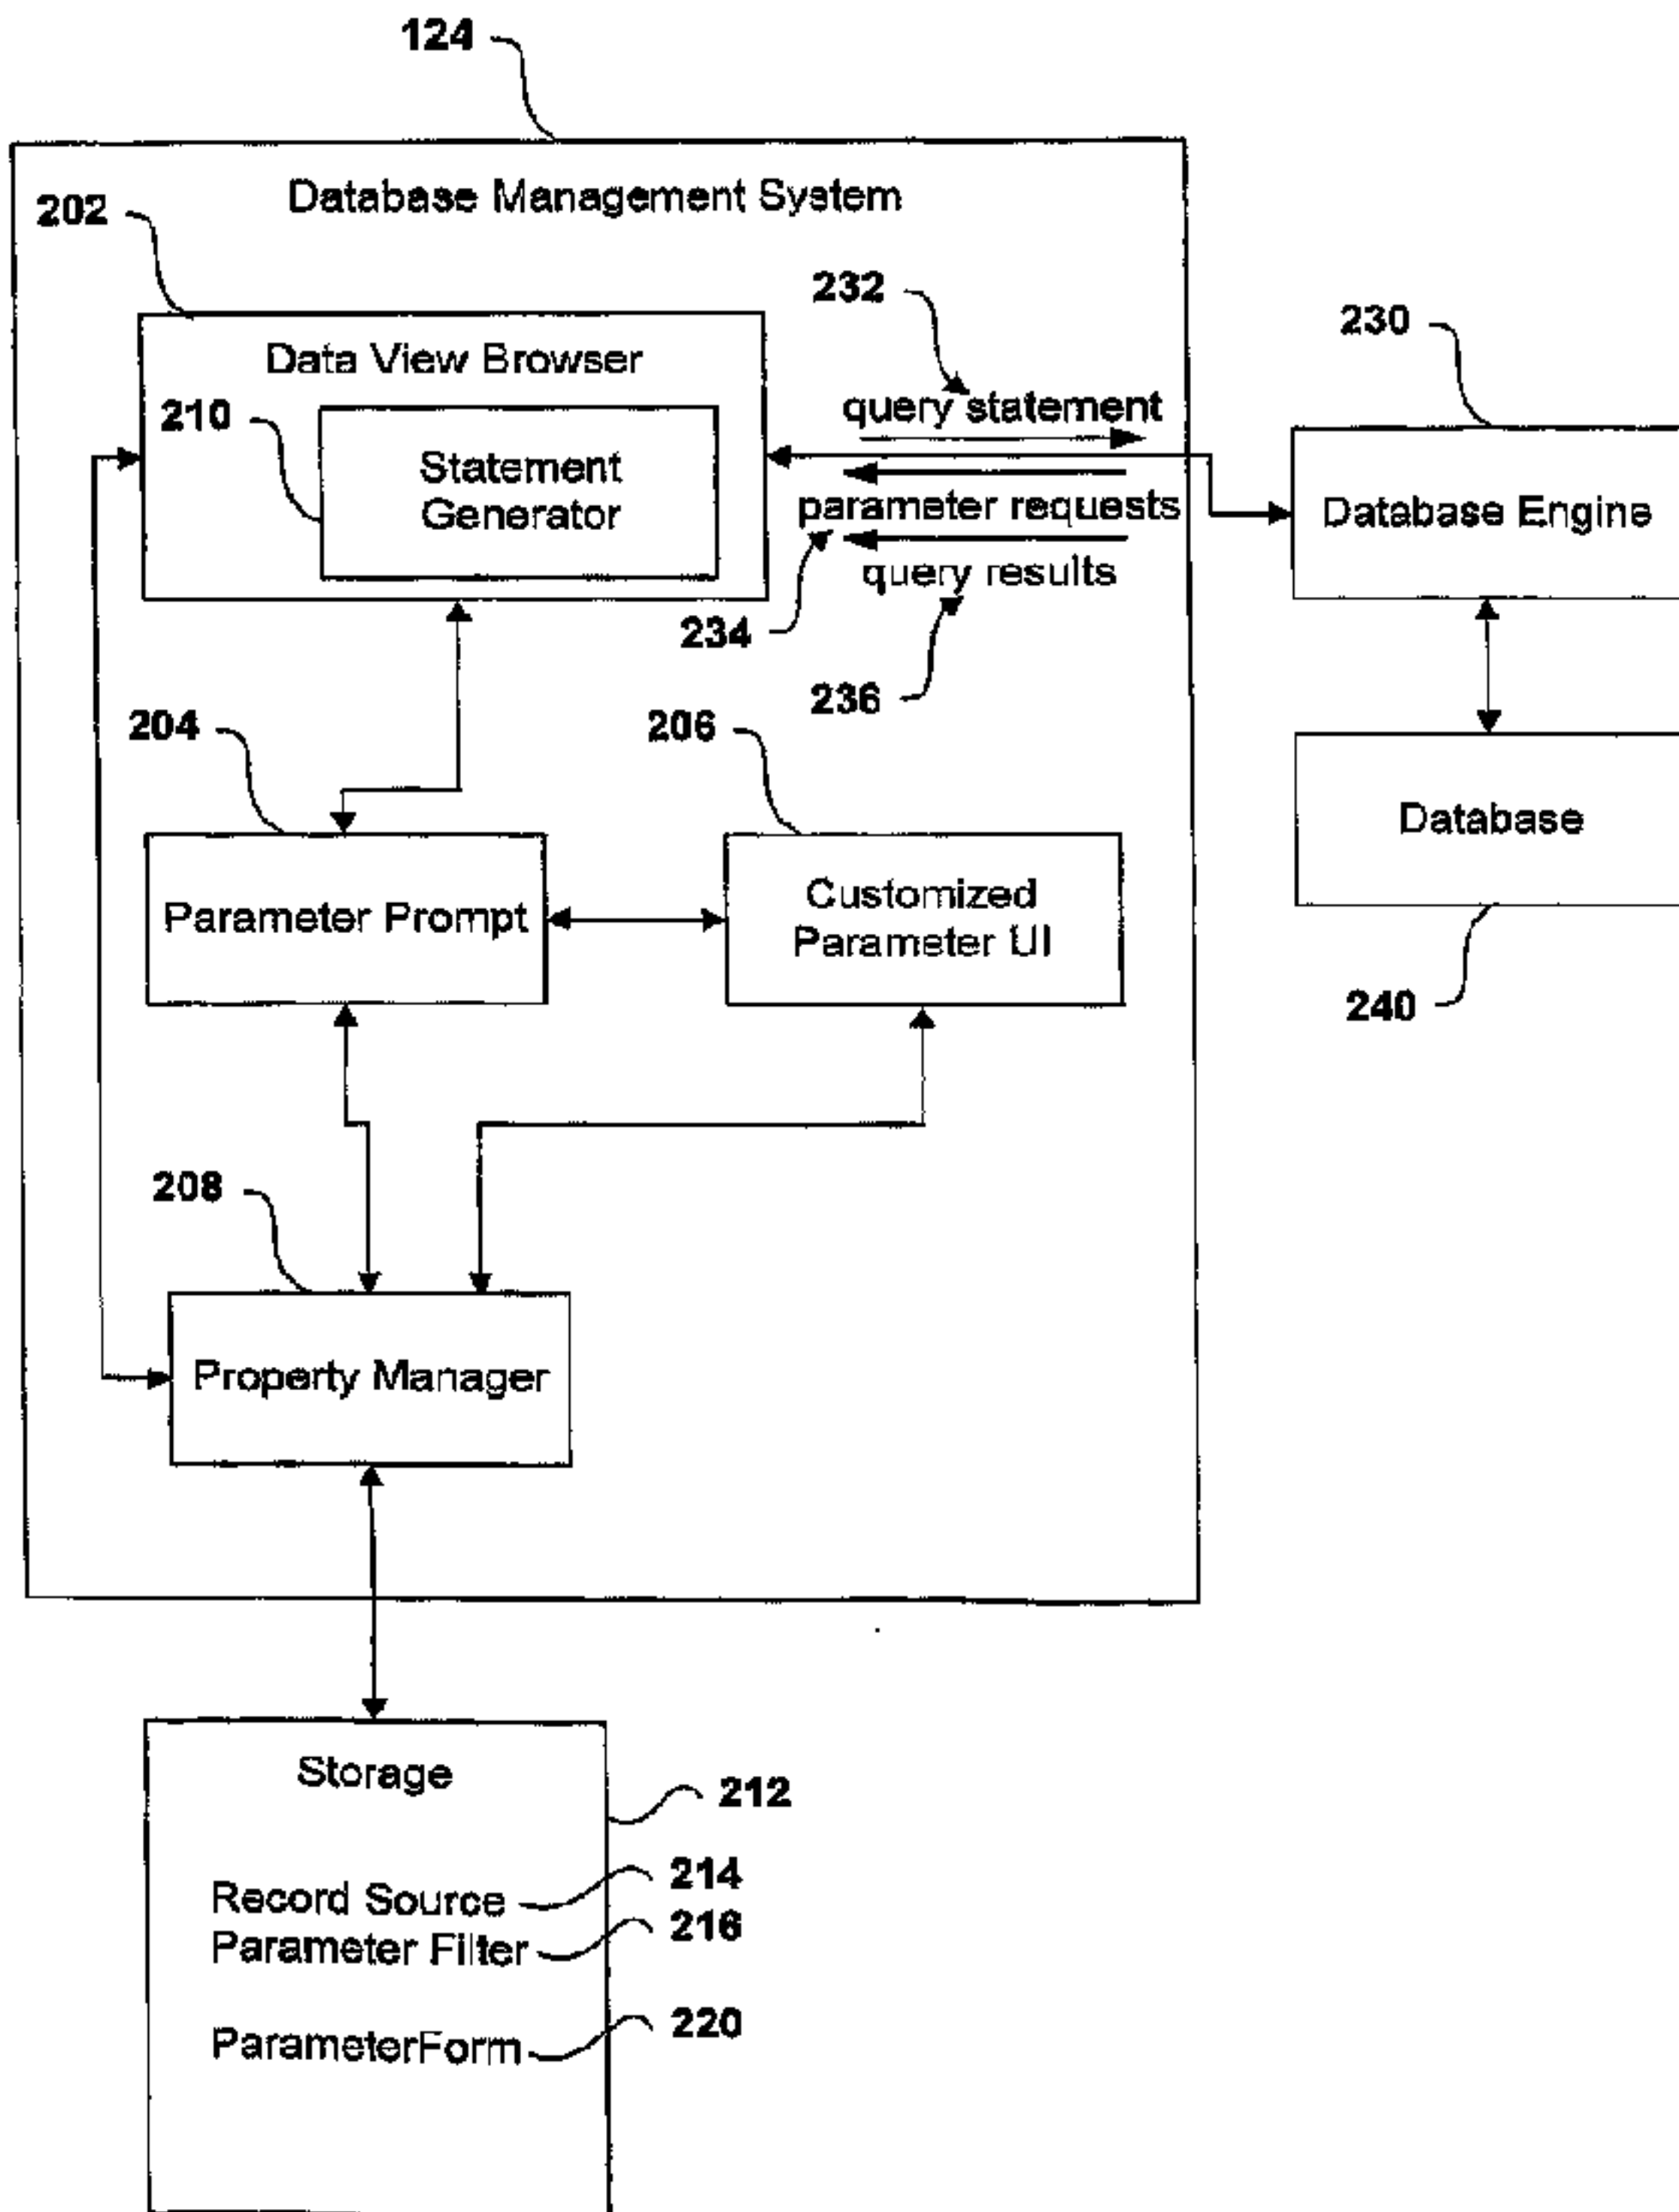 124
Database Management System
202
232
230
Data View Browser
210
query statement
Statement
Generator
parameter requests
Database Engine
query results
234
236
204
206
Parameter Prompt
Customized
Parameter UI
Database
240
208
Property Manager
Storage
212
Record Source
214
Parameter Filter
216
ParameterForm
220